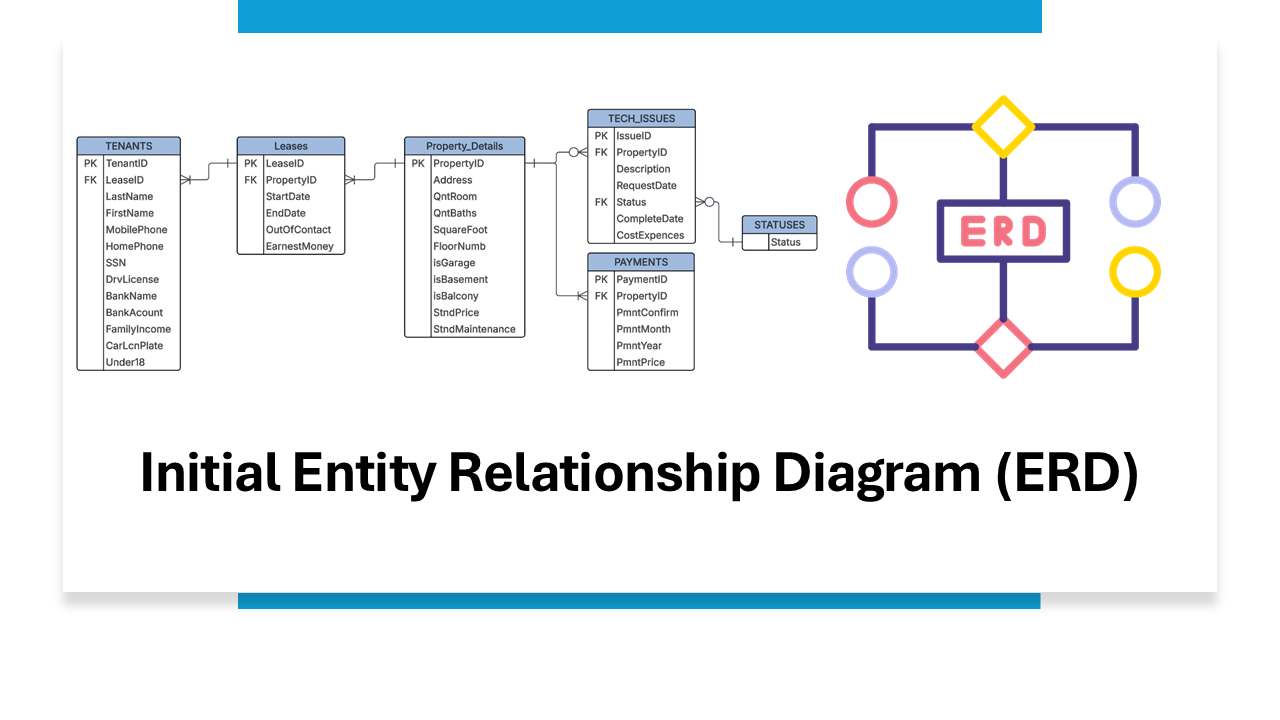 TENANTS
PK TenantID
FK LeaseID
LastName
FirstName
MobilePhone
HomePhone
SSN
DrvLicense
BankName
BankAcount
FamilyIncome
CarLcnPlate
Under18
Leases
PK LeaseID
FK PropertyID
StartDate
EndDate
OutOfContact
EarnestMoney
Property_Details
PK PropertyID
Address
QntRoom
QntBaths
SquareFoot
FloorNumb
isGarage
isBasement
isBalcony
StndPrice
StndMaintenance
TECH_ISSUES
PK IssueID
FK PropertyID
Description
RequestDate
FK Status
CompleteDate
CostExpences
PAYMENTS
PK PaymentID
FK PropertyID
PmntConfirm
PmntMonth
PmntYear
PmntPrice
STATUSES
Status
ERD
Initial Entity Relationship Diagram (ERD)